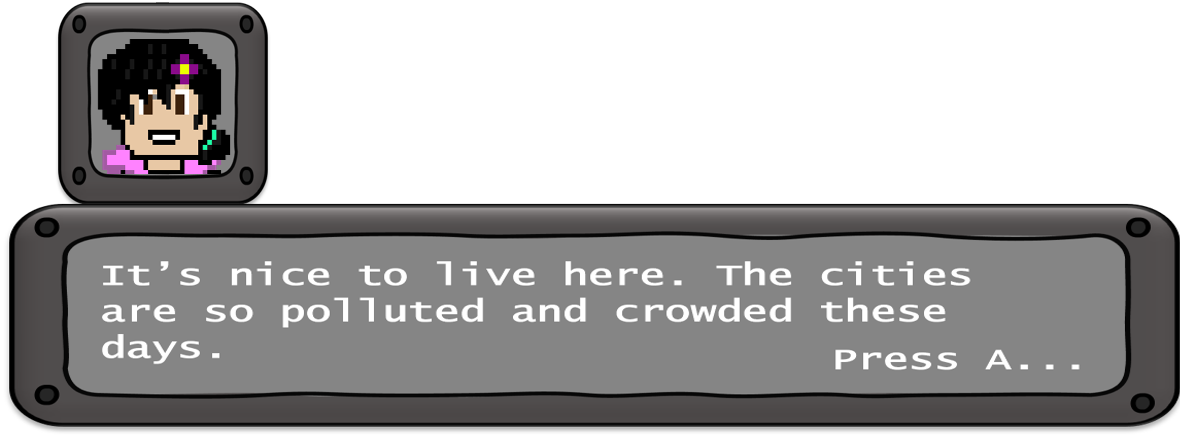 It’s nice to live here. The cities
are so polluted and crowded these
days.
Press A...